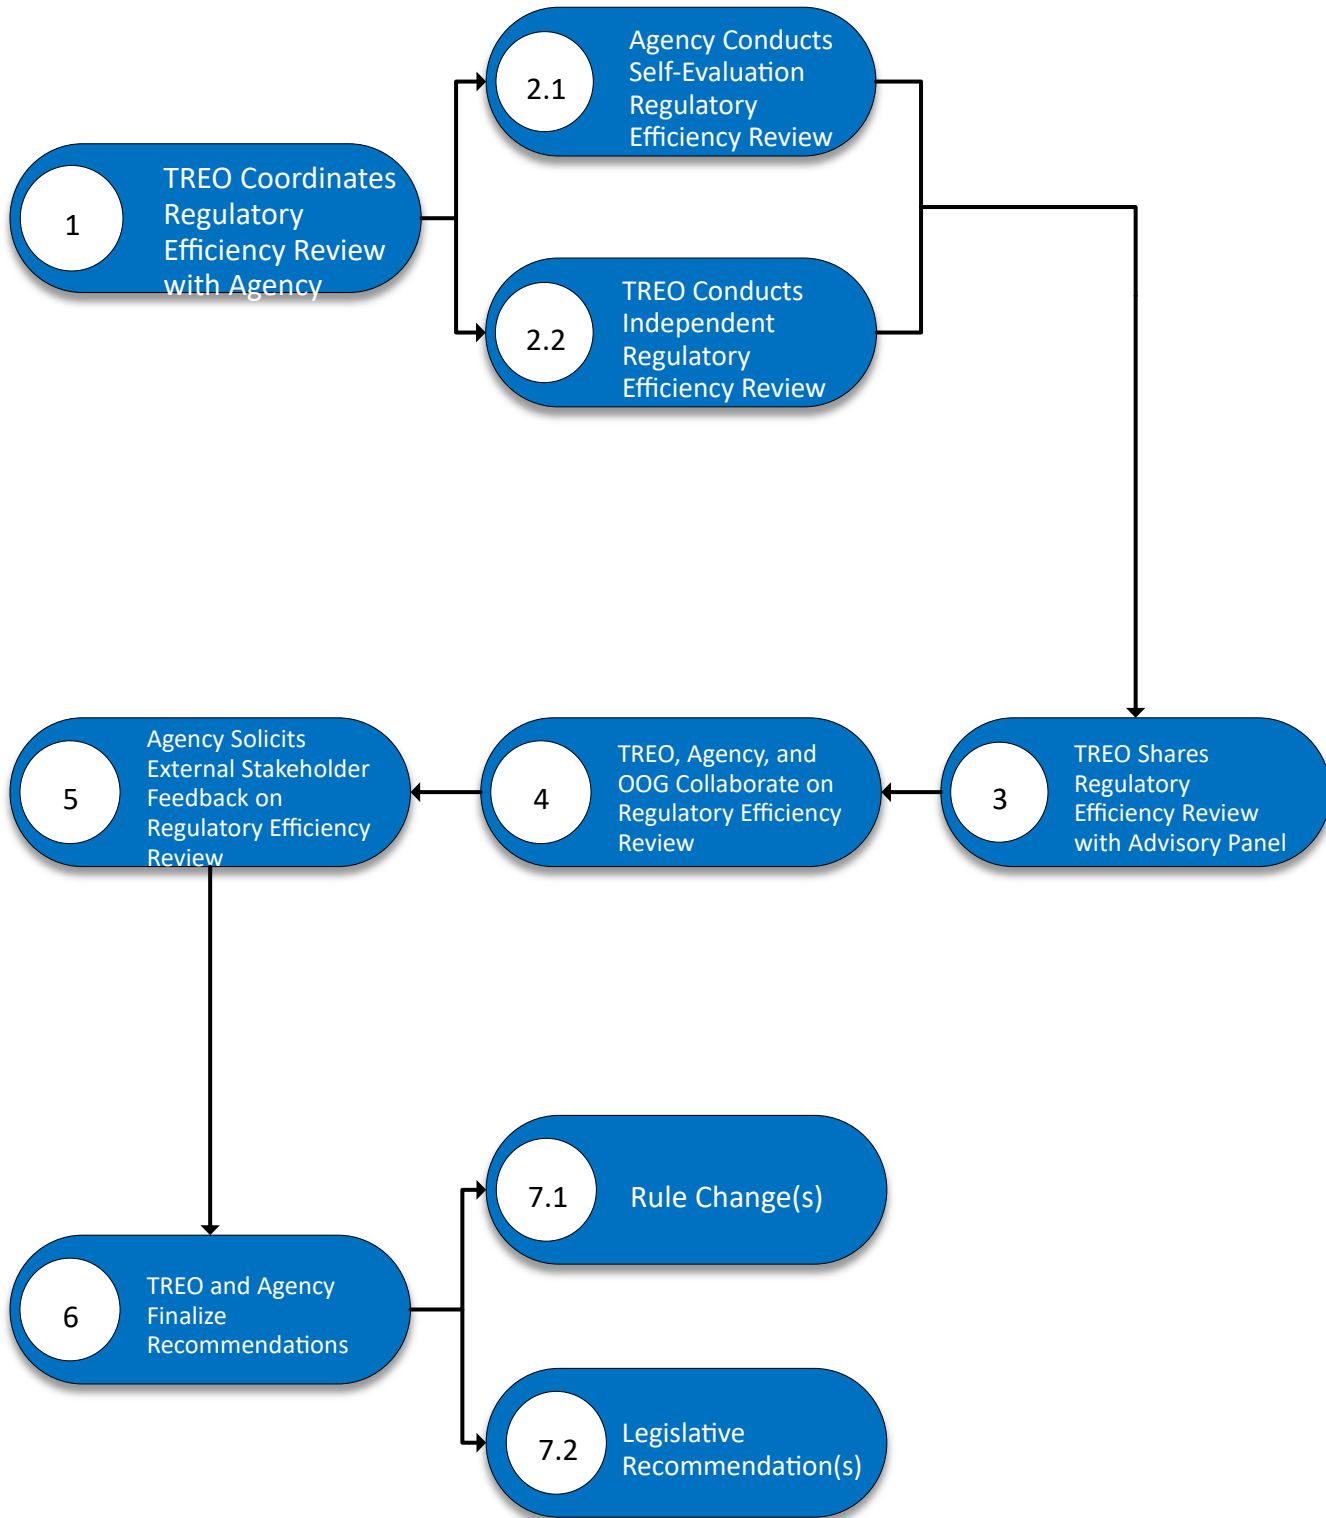 1
TREO Coordinates
Regulatory
Efficiency Review
with Agency
2.1
Agency Conducts
Self-Evaluation
Regulatory
Efficiency Review
2.2
TREO Conducts
Independent
Regulatory
Efficiency Review
3
TREO Shares
Regulatory
Efficiency Review
with Advisory Panel
4
TREO, Agency, and
OOG Collaborate on
Regulatory Efficiency
Review
5
Agency Solicits
External Stakeholder
Feedback on
Regulatory Efficiency
Review
6
TREO and Agency
Finalize
Recommendations
7.1
Rule Change(s)
7.2
Legislative
Recommendation(s)